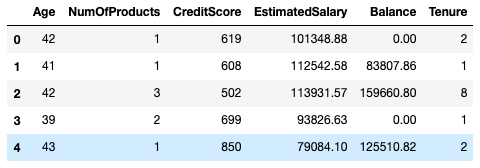 Age NumOfProducts CreditScore EstimatedSalary Balance Tenure
0 42 1 619 101348.88 0.00 2
1 41 1 608 112542.58 83807.86 1
2 42 3 502 113931.57 159660.80 8
3 39 2 699 93826.63 0.00 1
4 43 1 850 79084.10 125510.82 2